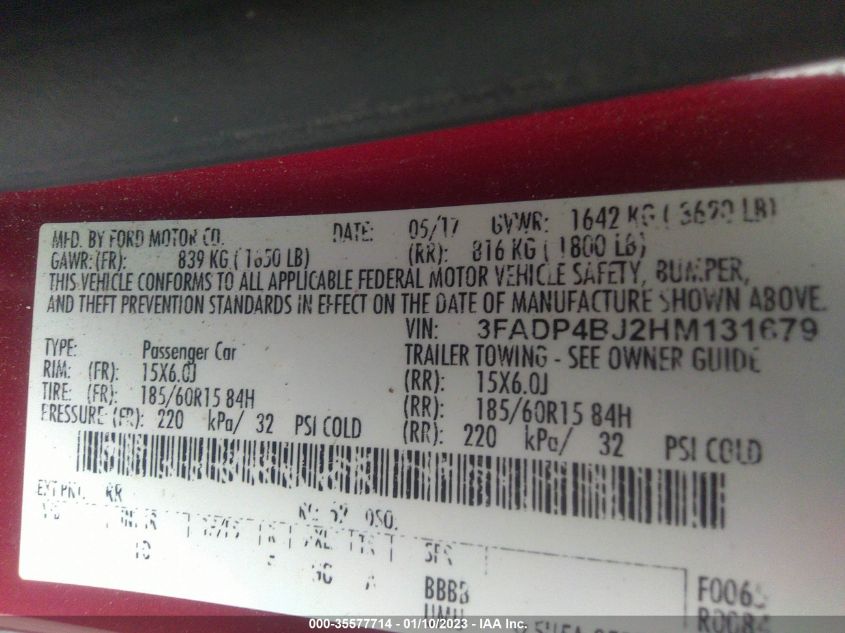 MFD. BY FORD MOTOR CO. DATE: 05/17 GVWR: 1642 KG ( 3620 LB)
GAWR: (FR): 839 KG ( 1850 LB) (RR): 816 KG ( 1800 LB)
THIS VEHICLE CONFORMS TO ALL APPLICABLE FEDERAL MOTOR VEHICLE SAFETY, BUMPER,
AND THEFT PREVENTION STANDARDS IN EFFECT ON THE DATE OF MANUFACTURE SHOWN ABOVE.
VIN: 3FADP4BJ2HM131679
TYPE: Passenger Car TRAILER TOWING - SEE OWNER GUIDE
RIM: (FR): 15X6.0J (RR): 15X6.0J
TIRE: (FR): 185/60R15 84H (RR): 185/60R15 84H
PRESSURE (FR): 220 kPa/ 32 PSI COLD (RR): 220 kPa/ 32 PSI COLD
EXT PNT: RR
BBBB
000-35577714 - 01/10/2023 - IAA Inc.